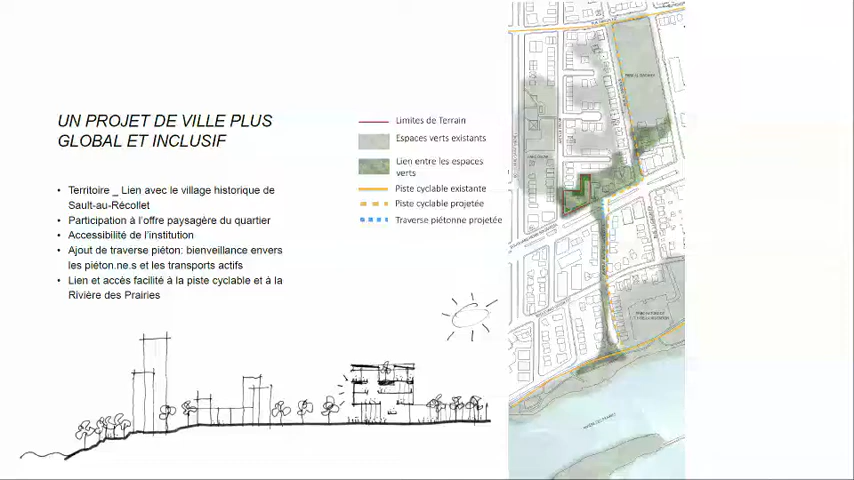 UN PROJET DE VILLE PLUS
GLOBAL ET INCLUSIF
• Territoire _ Lien avec le village historique de
Sault-au-Récollet
• Participation à l'offre paysagère du quartier
• Accessibilité de l'institution
• Ajout de traverse piéton: bienveillance envers
les piéton.ne.s et les transports actifs
• Lien et accès facilité à la piste cyclable et à la
Rivière des Prairies
Limites de Terrain
Espaces verts existants
Lien entre les espaces
verts
Piste cyclable existante
Piste cyclable projetée
Traverse piétonne projetée